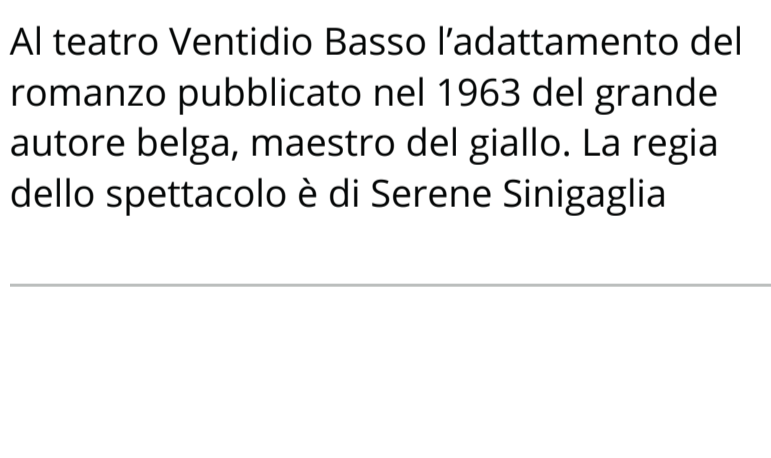 Al teatro Ventidio Basso l’adattamento del
romanzo pubblicato nel 1963 del grande
autore belga, maestro del giallo. La regia
dello spettacolo è di Serene Sinigaglia